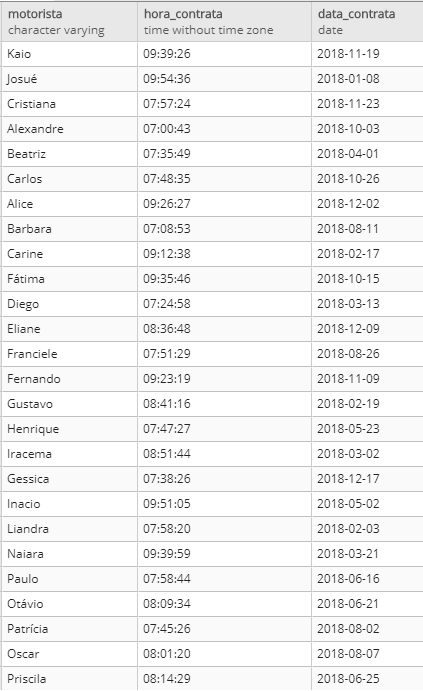 motorista hora_contrata data_contrata
character varying time without time zone date
Kaio 09:39:26 2018-11-19
Josué 09:54:36 2018-01-08
Cristiana 07:57:24 2018-11-23
Alexandre 07:00:43 2018-10-03
Beatriz 07:35:49 2018-04-01
Carlos 07:48:35 2018-10-26
Alice 09:26:27 2018-12-02
Barbara 07:08:53 2018-08-11
Carine 09:12:38 2018-02-17
Fátima 09:35:46 2018-10-15
Diego 07:24:58 2018-03-13
Eliane 08:36:48 2018-12-09
Franciele 07:51:29 2018-08-26
Fernando 09:23:19 2018-11-09
Gustavo 08:41:16 2018-02-19
Henrique 07:47:27 2018-05-23
Iracema 08:51:44 2018-03-02
Gessica 07:38:26 2018-12-17
Inacio 09:51:05 2018-05-02
Liandra 07:58:20 2018-02-03
Naiara 09:39:59 2018-03-21
Paulo 07:58:44 2018-06-16
Otávio 08:09:34 2018-06-21
Patrícia 07:45:26 2018-08-02
Oscar 08:01:20 2018-08-07
Priscila 08:14:29 2018-06-25